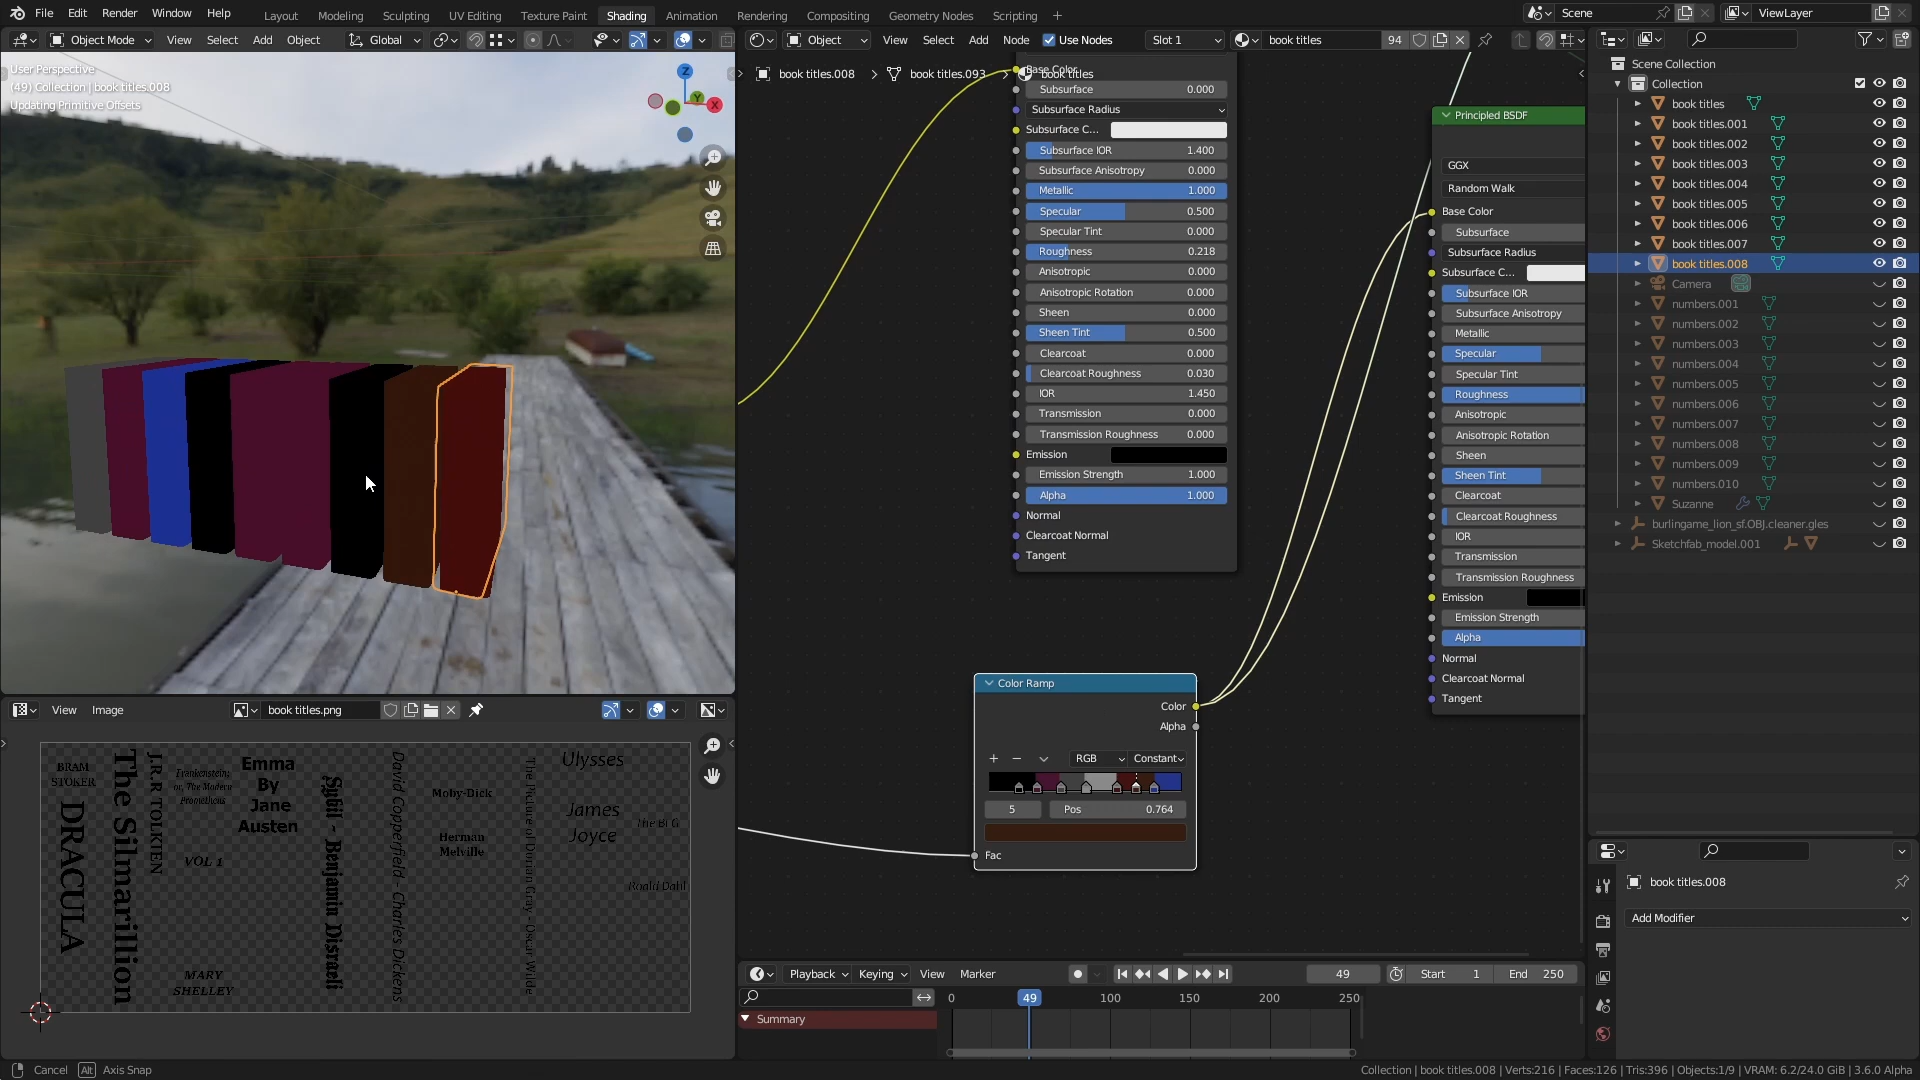 File Edit Render Window Help
Layout Modeling Sculpting UV Editing Texture Paint Shading Animation Rendering Compositing Geometry Nodes Scripting +
Scene
ViewLayer
Object Mode View Select Add Object
Global
Object View Select Add Node Use Nodes
Slot 1
book titles 94
User Perspective
(49) Collection | book titles.008
Updating Primitive Offsets
Z
Y
X
book titles.008 > book titles.093 > book titles
Base Color
Subsurface 0.000
Subsurface Radius
Subsurface C...
Subsurface IOR 1.400
Subsurface Anisotropy 0.000
Metallic 1.000
Specular 0.500
Specular Tint 0.000
Roughness 0.218
Anisotropic 0.000
Anisotropic Rotation 0.000
Sheen 0.000
Sheen Tint 0.500
Clearcoat 0.000
Clearcoat Roughness 0.030
IOR 1.450
Transmission 0.000
Transmission Roughness 0.000
Emission
Emission Strength 1.000
Alpha 1.000
Normal
Clearcoat Normal
Tangent
Principled BSDF
GGX
Random Walk
Base Color
Subsurface
Subsurface Radius
Subsurface C...
Subsurface IOR
Subsurface Anisotropy
Metallic
Specular
Specular Tint
Roughness
Anisotropic
Anisotropic Rotation
Sheen
Sheen Tint
Clearcoat
Clearcoat Roughness
IOR
Transmission
Transmission Roughness
Emission
Emission Strength
Alpha
Normal
Clearcoat Normal
Tangent
Color Ramp
Color
Alpha
RGB Constant
5 Pos 0.764
Fac
Scene Collection
Collection
book titles
book titles.001
book titles.002
book titles.003
book titles.004
book titles.005
book titles.006
book titles.007
book titles.008
Camera
numbers.001
numbers.002
numbers.003
numbers.004
numbers.005
numbers.006
numbers.007
numbers.008
numbers.009
numbers.010
Suzanne
burlingame_lion_sf.OBJ.cleaner.gles
Sketchfab_model.001
book titles.008
Add Modifier
View Image
book titles.png
BRAM
STOKER
DRACULA
The Silmarillion
J.R.R TOLKIEN
Frankenstein;
or, The Modern
Prometheus
VOL 1
MARY
SHELLEY
Emma
By
Jane
Austen
Sybil - Benjamin Disraeli
David Copperfield - Charles Dickens
Moby-Dick
Herman
Melville
The Picture of Dorian Gray - Oscar Wilde
Ulysses
James
Joyce
The BFG
Roald Dahl
Playback Keying View Marker
49
Start 1
End 250
0 49 100 150 200 250
Summary
Cancel Alt Axis Snap
Collection | book titles.008 | Verts:216 | Faces:126 | Tris:396 | Objects:1/9 | VRAM: 6.2/24.0 GiB | 3.6.0 Alpha